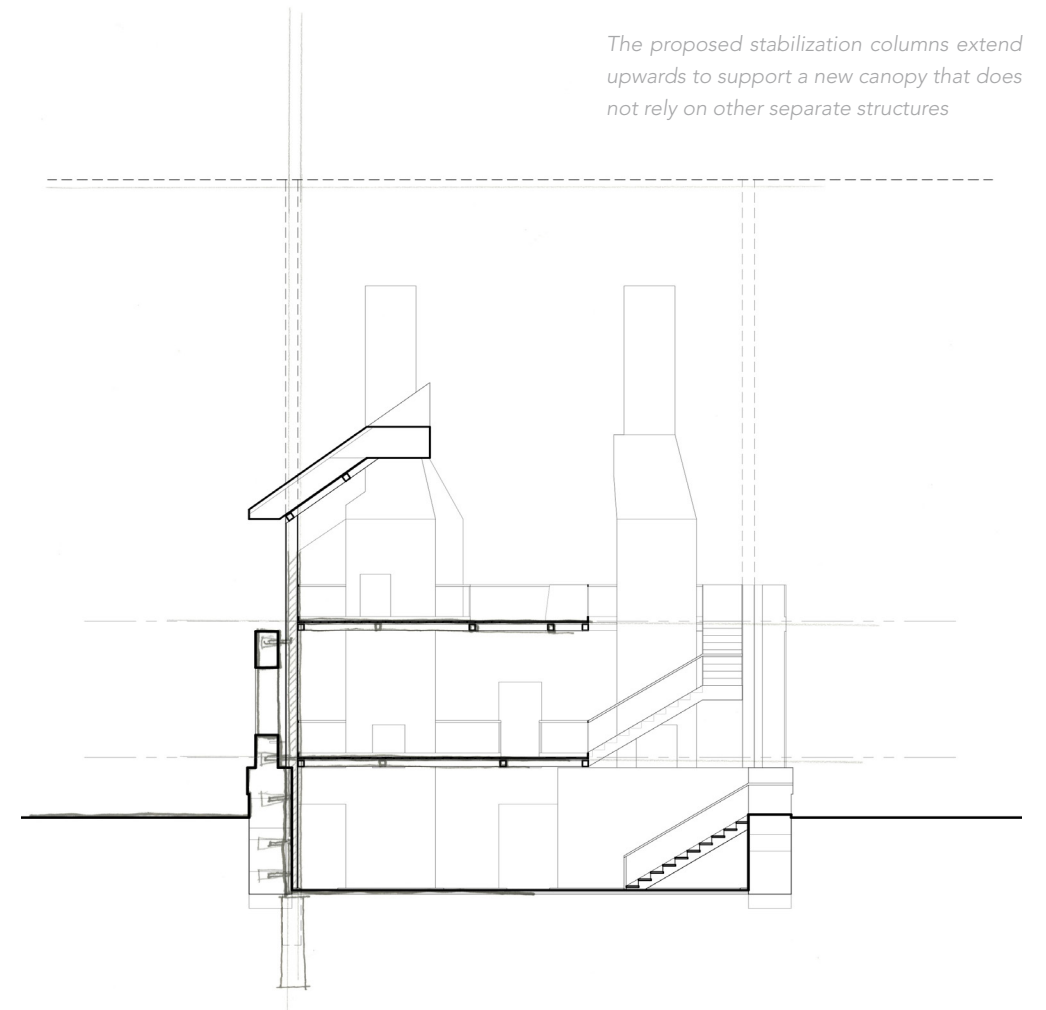 The proposed stabilization columns extend
upwards to support a new canopy that does
not rely on other separate structures